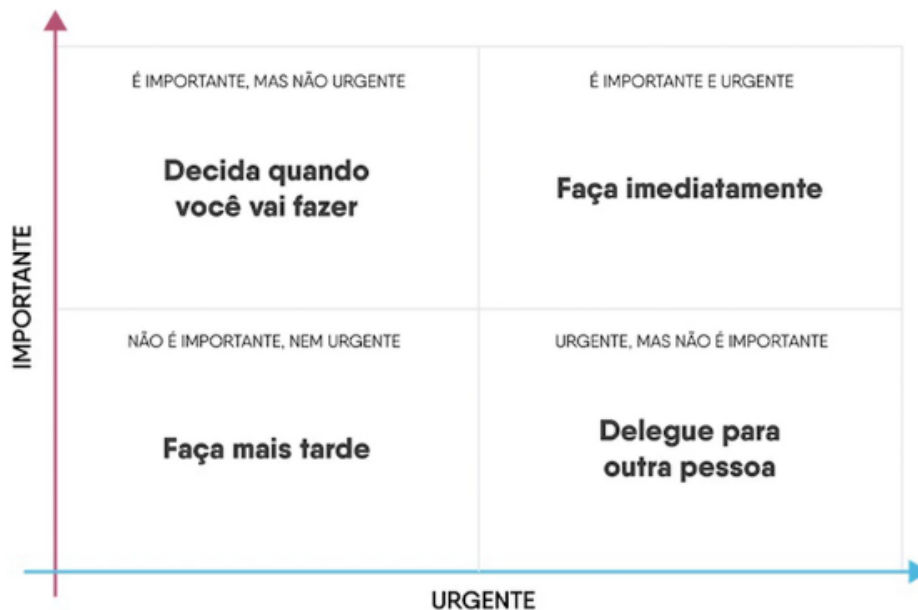 É IMPORTANTE, MAS NÃO URGENTE
Decida quando
você vai fazer
É IMPORTANTE E URGENTE
Faça imediatamente
NÃO É IMPORTANTE, NEM URGENTE
Faça mais tarde
URGENTE, MAS NÃO É IMPORTANTE
Delegue para
outra pessoa
IMPORTANTE
URGENTE